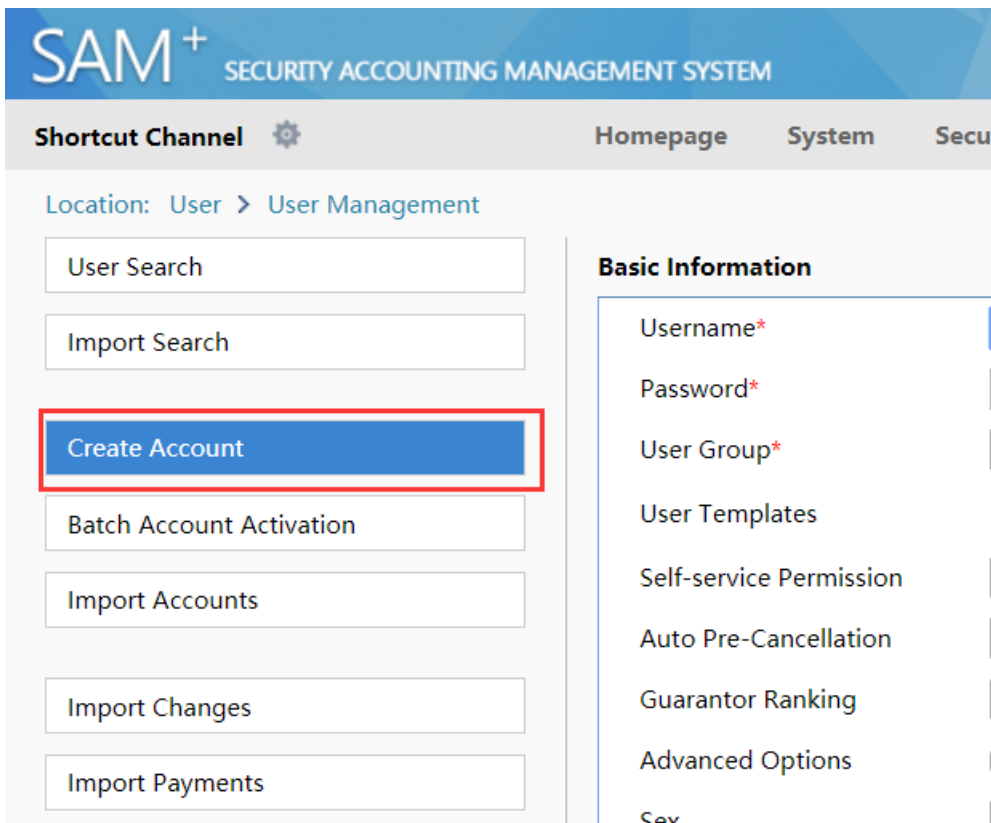 SAM+ SECURITY ACCOUNTING MANAGEMENT SYSTEM
Shortcut Channel Homepage System Secu
Location: User > User Management
User Search
Import Search
Create Account
Batch Account Activation
Import Accounts
Import Changes
Import Payments
Basic Information
Username*
Password*
User Group*
User Templates
Self-service Permission
Auto Pre-Cancellation
Guarantor Ranking
Advanced Options
Sex